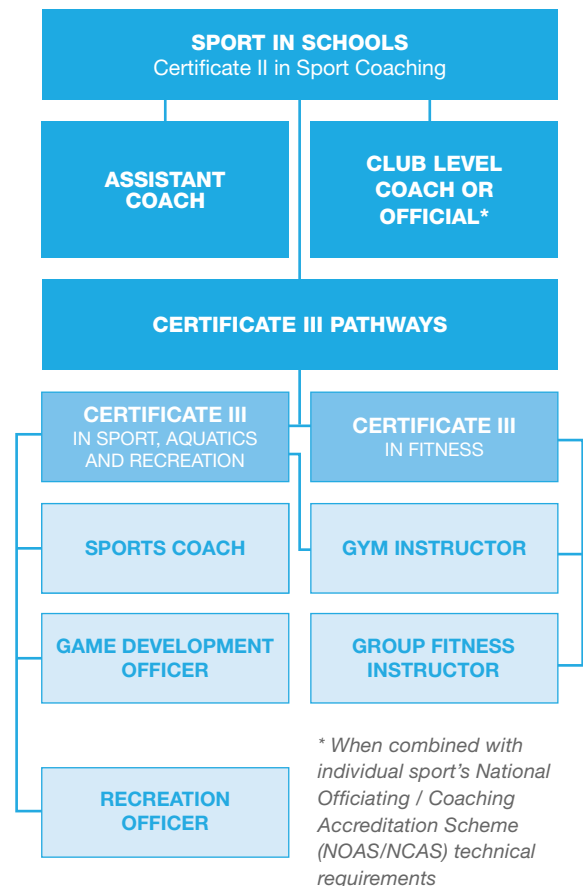 SPORT IN SCHOOLS
Certificate II in Sport Coaching
ASSISTANT
COACH
CLUB LEVEL
COACH OR
OFFICIAL*
CERTIFICATE III PATHWAYS
CERTIFICATE III
IN SPORT, AQUATICS
AND RECREATION
CERTIFICATE III
IN FITNESS
SPORTS COACH
GYM INSTRUCTOR
GAME DEVELOPMENT
OFFICER
GROUP FITNESS
INSTRUCTOR
RECREATION
OFFICER
* When combined with
individual sport's National
Officiating / Coaching
Accreditation Scheme
(NOAS/NCAS) technical
requirements